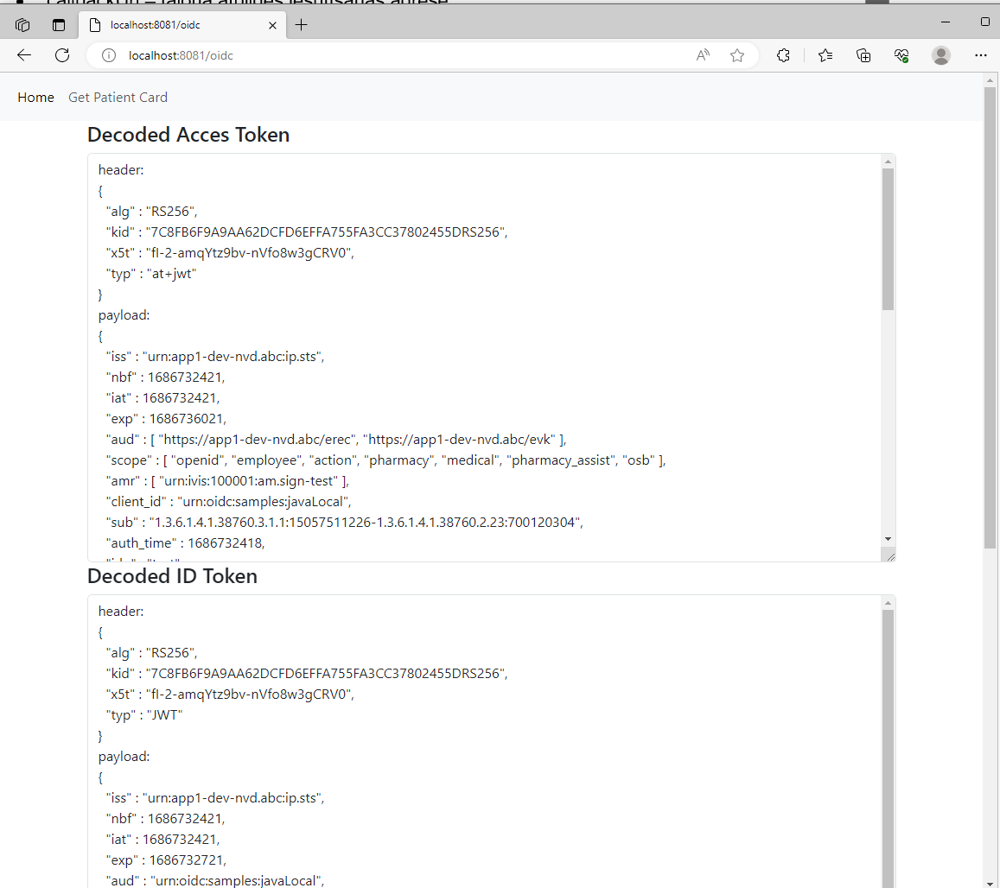 localhost:8081/oidc
localhost:8081/oidc
Home Get Patient Card
Decoded Acces Token
header:
{
"alg" : "RS256",
"kid" : "7C8FB6F9A9AA62DCFD6EFFA755FA3CC37802455DRS256",
"x5t" : "fI-2-amqYtz9bv-nVfo8w3gCRV0",
"typ" : "at+jwt"
}
payload:
{
"iss" : "urn:app1-dev-nvd.abc:ip.sts",
"nbf" : 1686732421,
"iat" : 1686732421,
"exp" : 1686736021,
"aud" : [ "https://app1-dev-nvd.abc/erec", "https://app1-dev-nvd.abc/evk" ],
"scope" : [ "openid", "employee", "action", "pharmacy", "medical", "pharmacy_assist", "osb" ],
"amr" : [ "urn:ivis:100001:am.sign-test" ],
"client_id" : "urn:oidc:samples:javaLocal",
"sub" : "1.3.6.1.4.1.38760.3.1.1:15057511226-1.3.6.1.4.1.38760.2.23:700120304",
"auth_time" : 1686732418,
Decoded ID Token
header:
{
"alg" : "RS256",
"kid" : "7C8FB6F9A9AA62DCFD6EFFA755FA3CC37802455DRS256",
"x5t" : "fI-2-amqYtz9bv-nVfo8w3gCRV0",
"typ" : "JWT"
}
payload:
{
"iss" : "urn:app1-dev-nvd.abc:ip.sts",
"nbf" : 1686732421,
"iat" : 1686732421,
"exp" : 1686732721,
"aud" : "urn:oidc:samples:javaLocal",